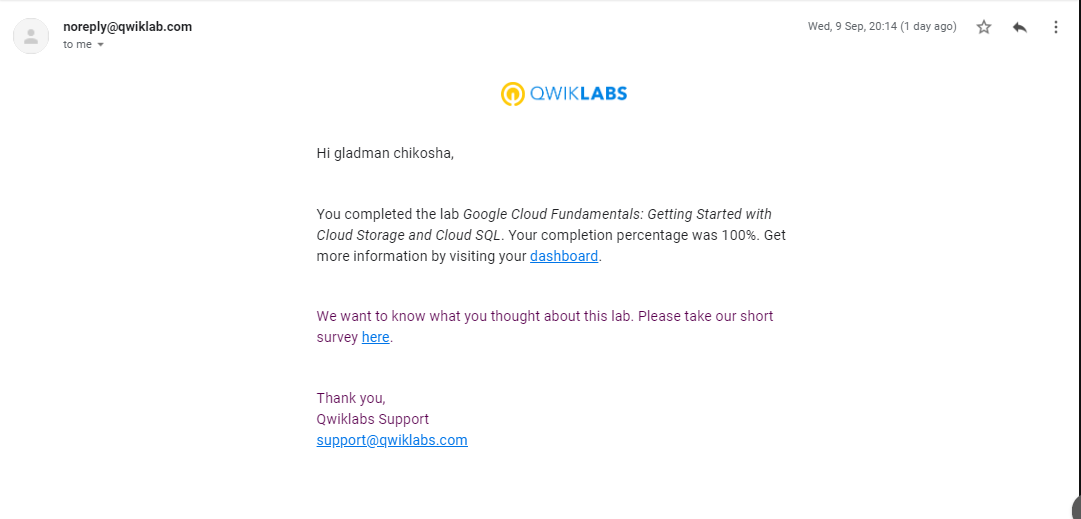 noreply@qwiklab.com
Wed, 9 Sep, 20:14 (1 day ago)
to me
QWIKLABS
Hi gladman chikosha,
You completed the lab Google Cloud Fundamentals: Getting Started with
Cloud Storage and Cloud SQL. Your completion percentage was 100%. Get
more information by visiting your dashboard.
We want to know what you thought about this lab. Please take our short
survey here.
Thank you,
Qwiklabs Support
support@qwiklabs.com